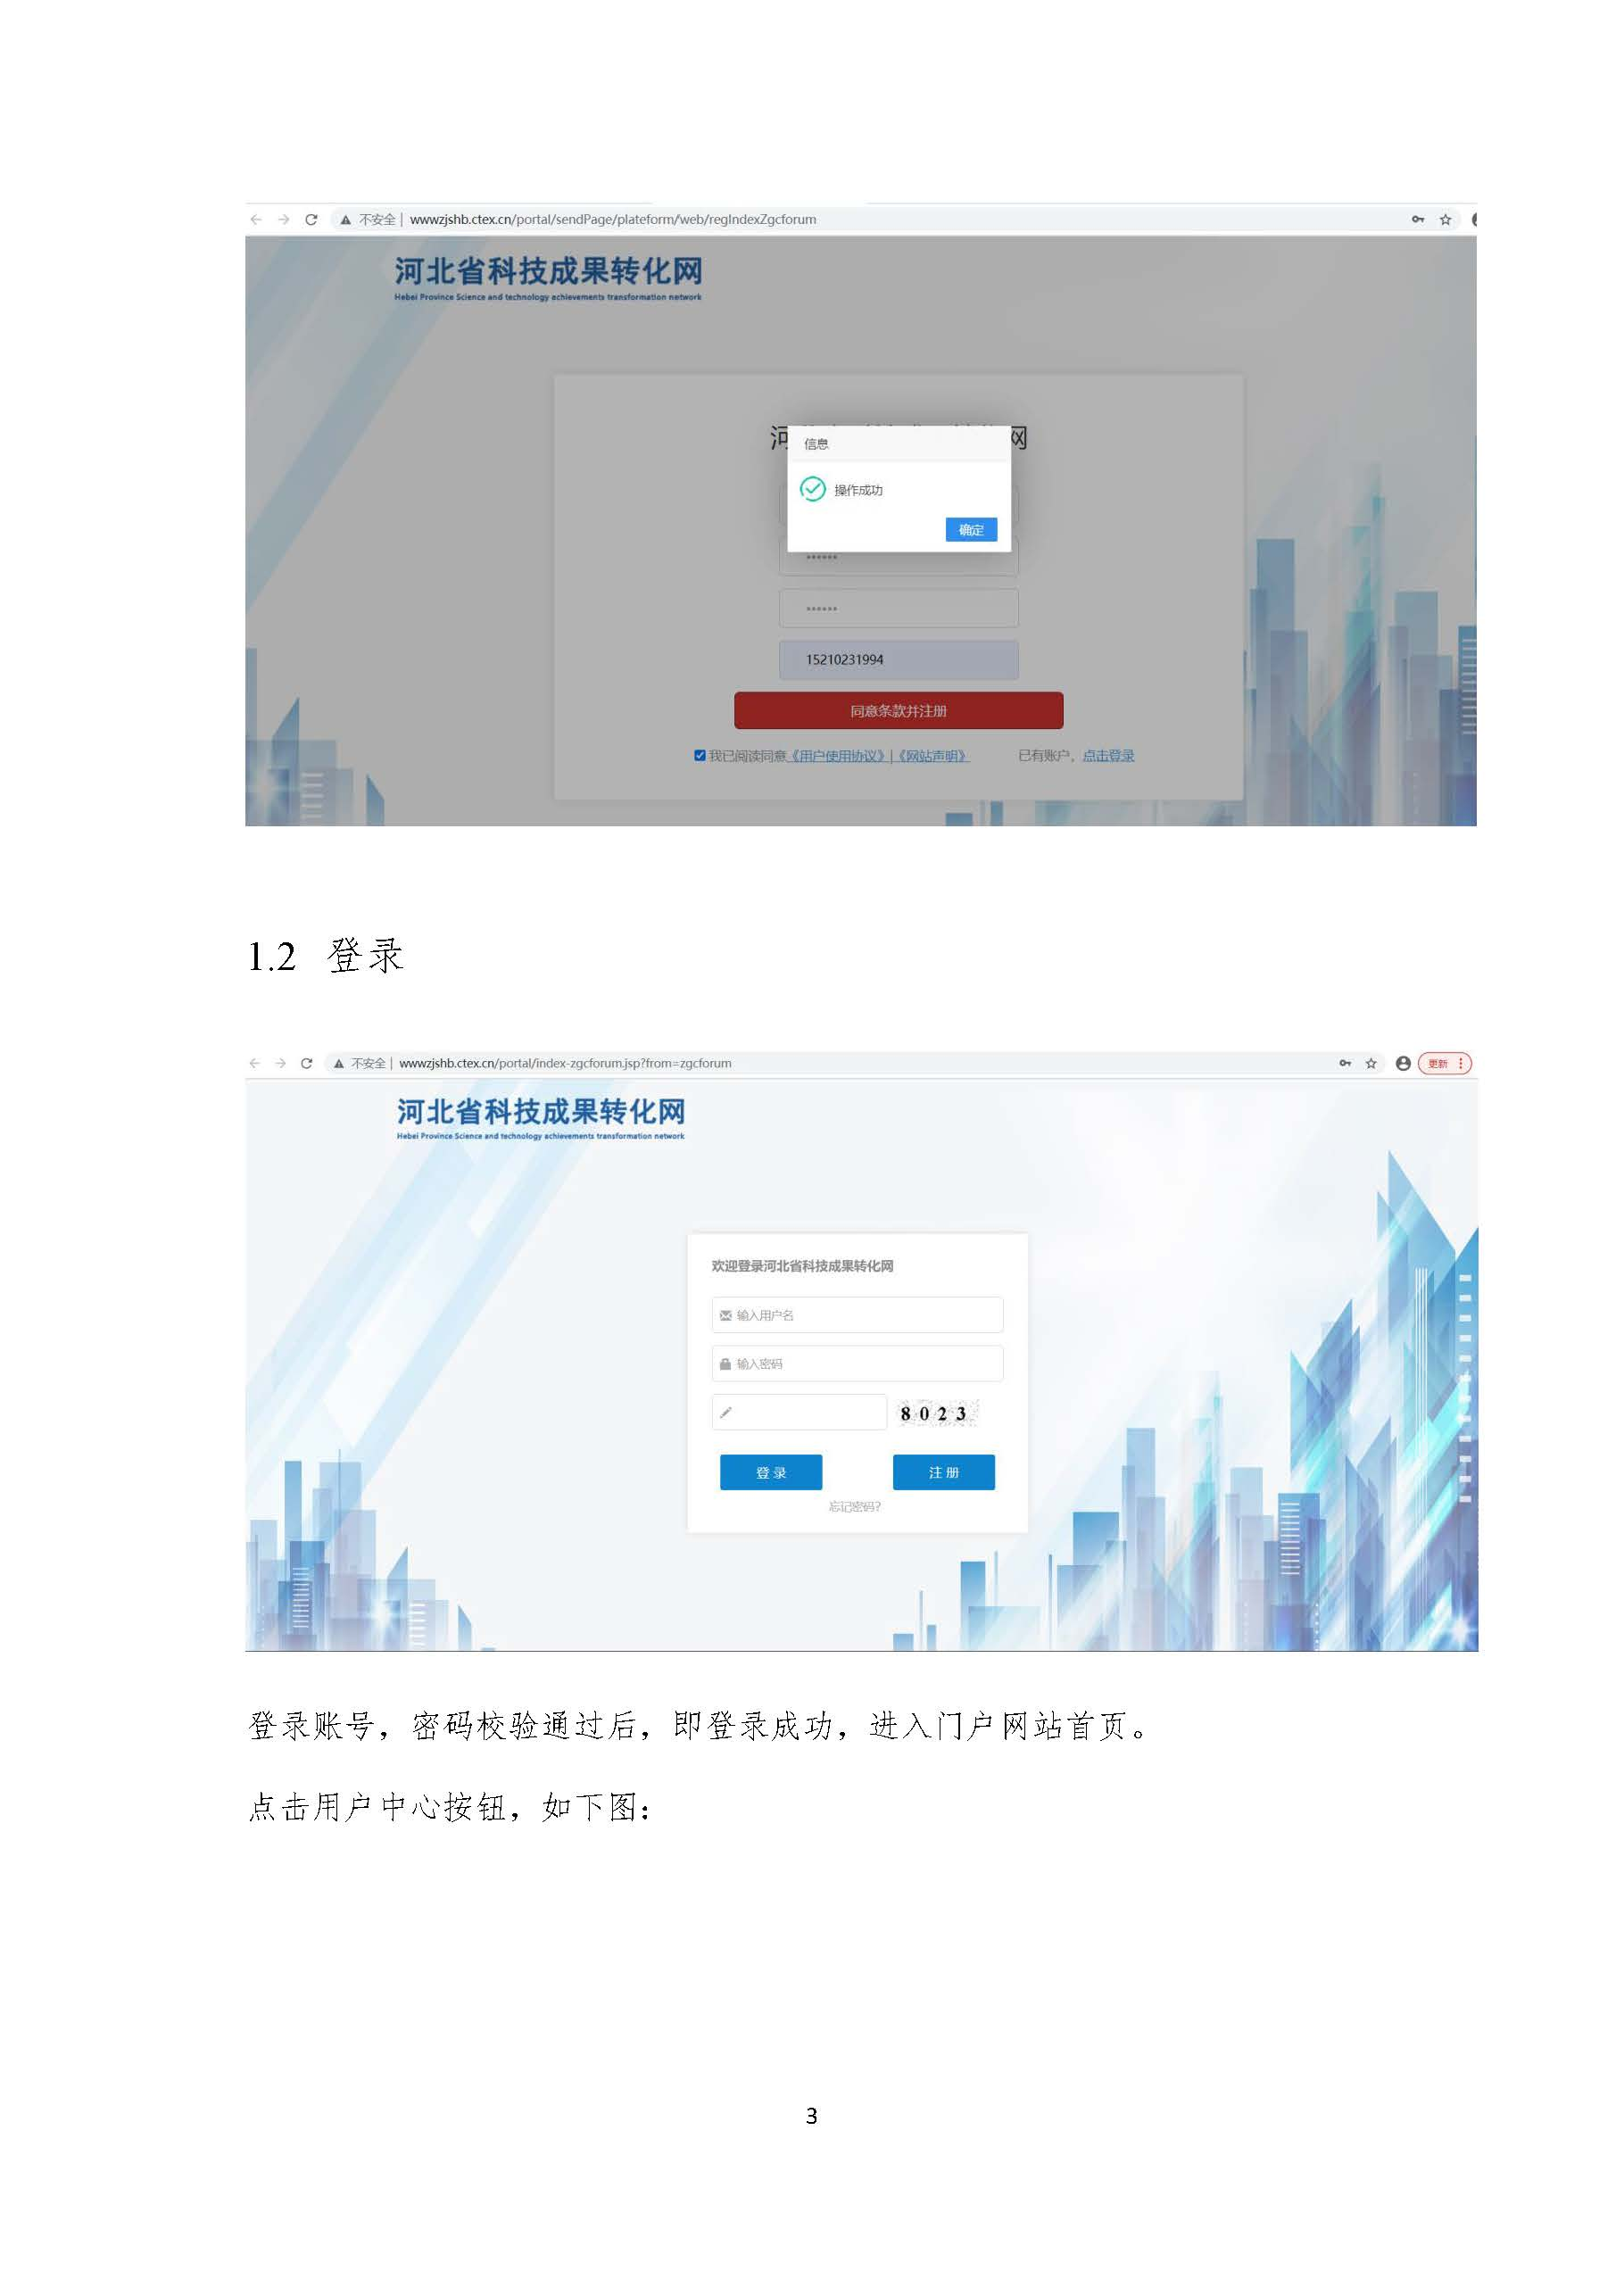 不安全 | wwwzjshb.ctex.cn/portal/sendPage/plateform/web/regIndexZgcforum
河北省科技成果转化网
Hebei Province Science and technology achievements transformation network
河
网
信息
操作成功
确定
••••••
••••••
15210231994
同意条款并注册
我已阅读同意《用户使用协议》|《网站声明》 已有账户,点击登录
1.2 登录
不安全 | wwwzjshb.ctex.cn/portal/index-zgcforum.jsp?from=zgcforum
更新
河北省科技成果转化网
Hebei Province Science and technology achievements transformation network
欢迎登录河北省科技成果转化网
输入用户名
输入密码
8 0 2 3
登 录 注 册
忘记密码?
登录账号，密码校验通过后，即登录成功，进入门户网站首页。
点击用户中心按钮，如下图：
3